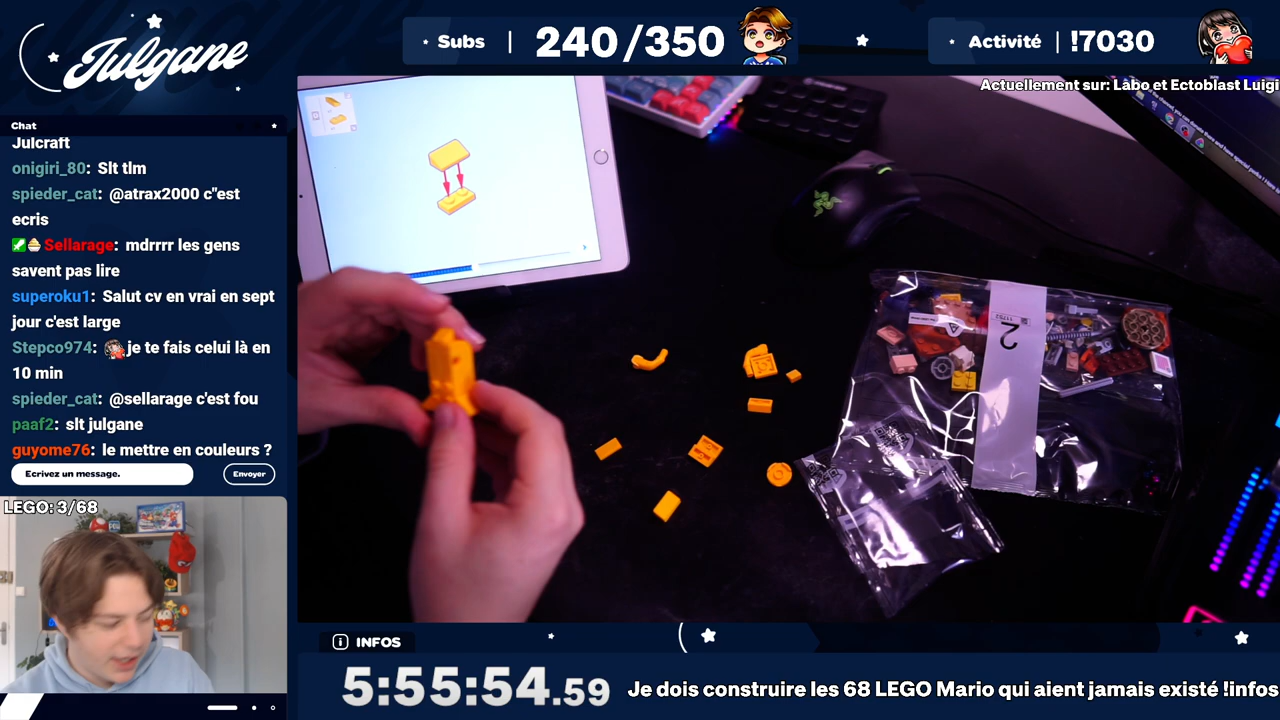 Julgane
Subs | 240/350
Activité | !7030
Actuellement sur: Labo et Ectoblast Luigi
Chat
Julcraft
onigiri_80: Slt tlm
spieder_cat: @atrax2000 c"est
ecris
Sellarage: mdrrrr les gens
savent pas lire
superoku1: Salut cv en vrai en sept
jour c'est large
Stepco974: je te fais celui là en
10 min
spieder_cat: @sellarage c'est fou
paaf2: slt julgane
guyome76: le mettre en couleurs ?
Ecrivez un message.
Envoyer
2
LEGO: 3/68
INFOS
5:55:54.59
Je dois construire les 68 LEGO Mario qui aient jamais existé !infos